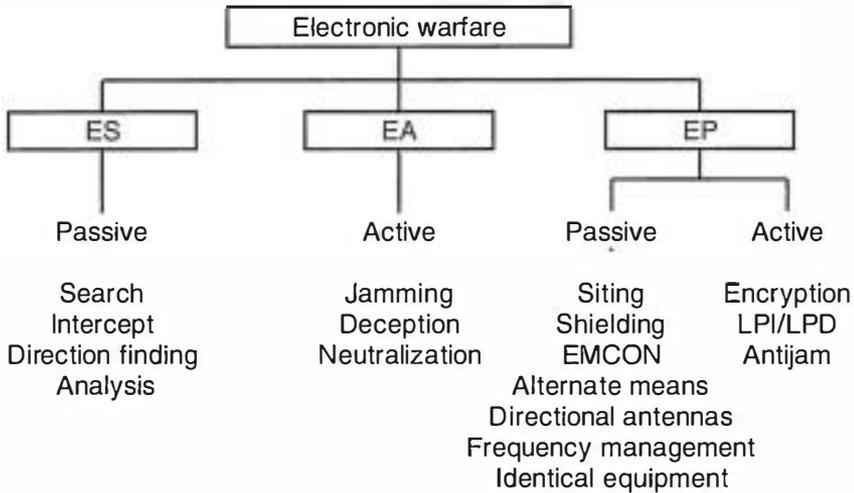 Electronic warfare
ES
EA
EP
Passive
Active
Passive
Active
Search
Intercept
Direction finding
Analysis
Jamming
Deception
Neutralization
Siting
Shielding
EMCON
Alternate means
Directional antennas
Frequency management
Identical equipment
Encryption
LPI/LPD
Antijam